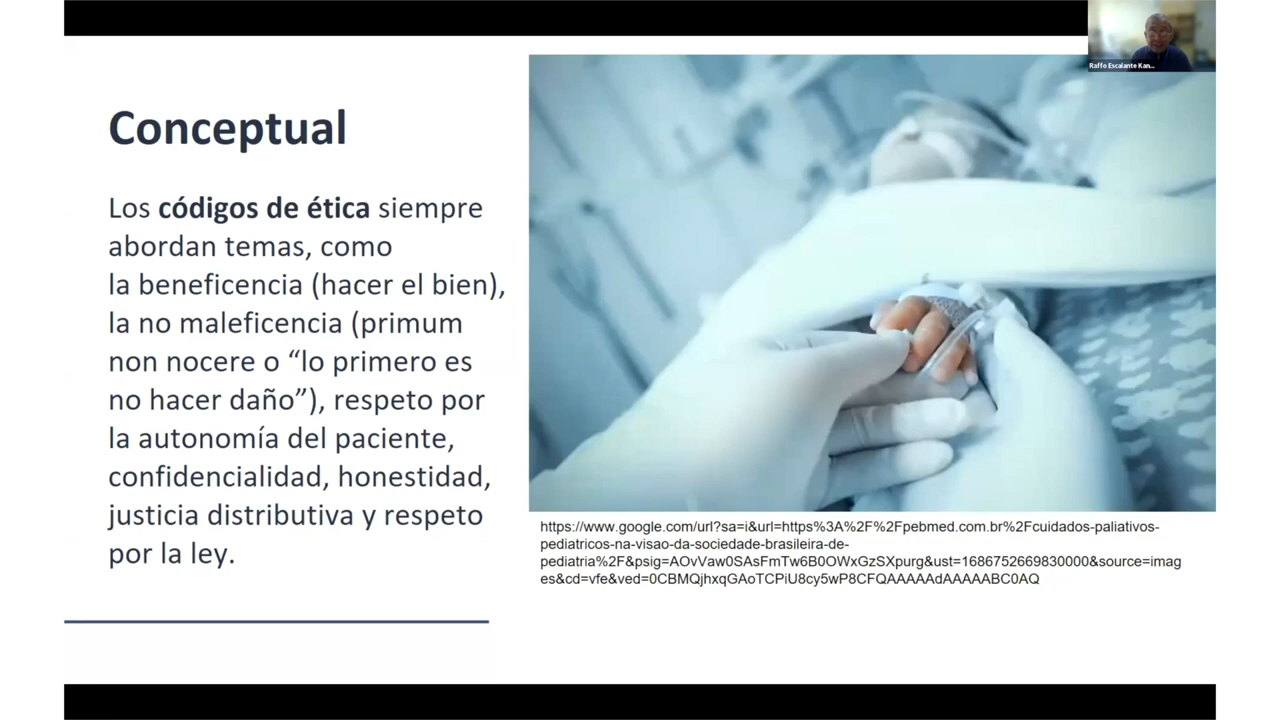 Raffo Escalante Kan...
Conceptual
Los códigos de ética siempre
abordan temas, como
la beneficencia (hacer el bien),
la no maleficencia (primum
non nocere o “lo primero es
no hacer daño”), respeto por
la autonomía del paciente,
confidencialidad, honestidad,
justicia distributiva y respeto
por la ley.
https://www.google.com/url?sa=i&url=https%3A%2F%2Fpebmed.com.br%2Fcuidados-paliativos-
pediatricos-na-visao-da-sociedade-brasileira-de-
pediatria%2F&psig=AOvVaw0SAsFmTw6B0OWxGzSXpurg&ust=1686752669830000&source=imag
es&cd=vfe&ved=0CBMQjhxqGAoTCPiU8cy5wP8CFQAAAAAdAAAAABC0AQ